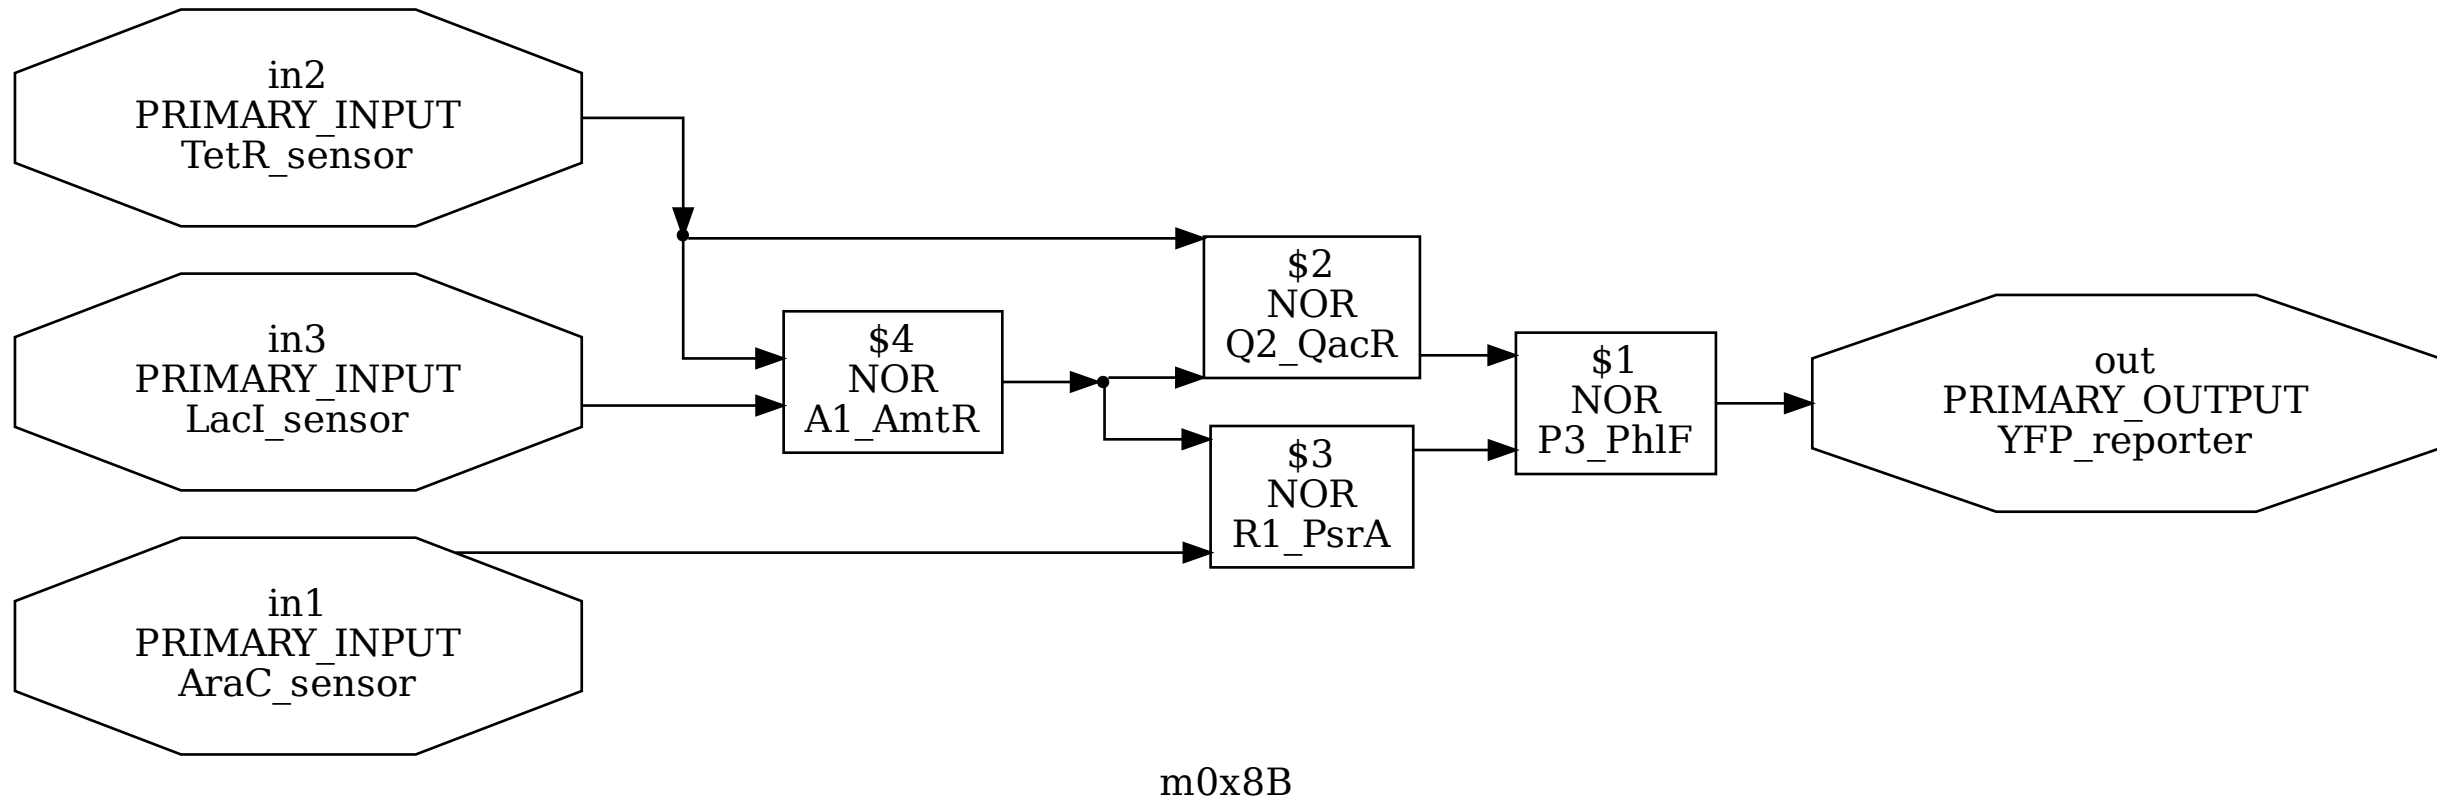 in2
PRIMARY_INPUT
TetR_sensor
in3
PRIMARY_INPUT
LacI_sensor
in1
PRIMARY_INPUT
AraC_sensor
$4
NOR
A1_AmtR
$2
NOR
Q2_QacR
$3
NOR
R1_PsrA
$1
NOR
P3_PhlF
out
PRIMARY_OUTPUT
YFP_reporter
m0x8B